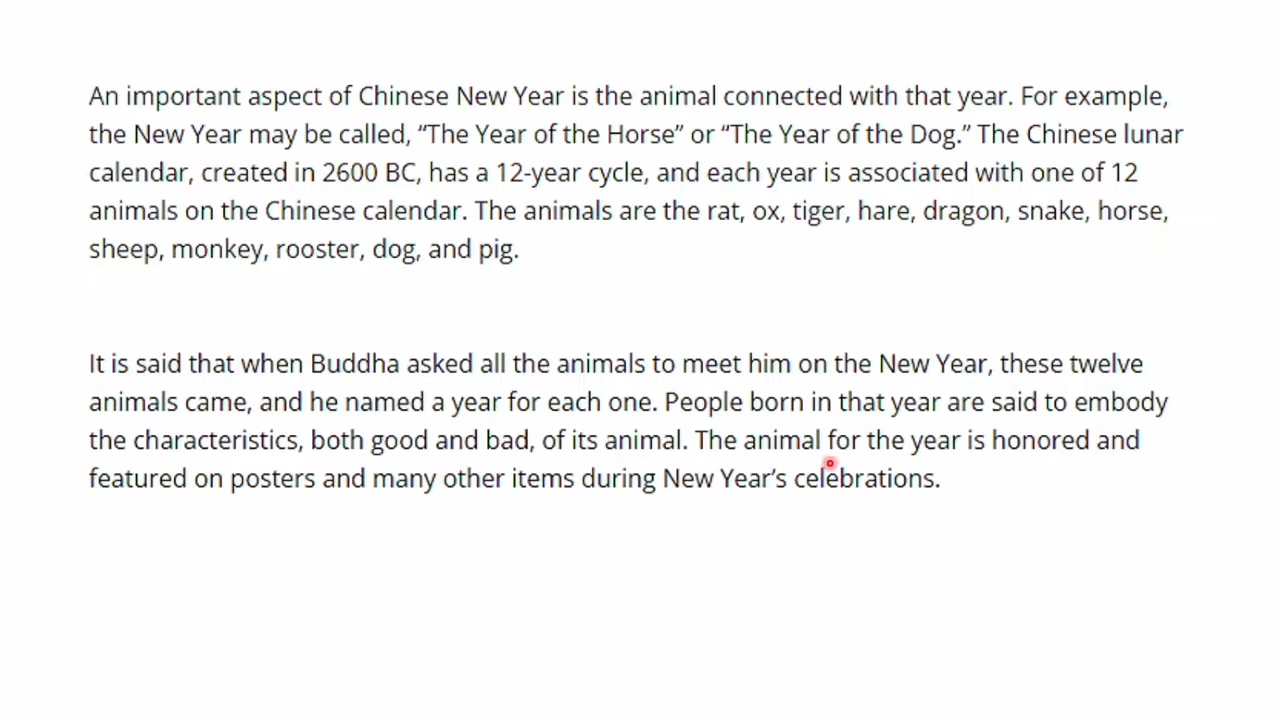 An important aspect of Chinese New Year is the animal connected with that year. For example,
the New Year may be called, “The Year of the Horse” or “The Year of the Dog.” The Chinese lunar
calendar, created in 2600 BC, has a 12-year cycle, and each year is associated with one of 12
animals on the Chinese calendar. The animals are the rat, ox, tiger, hare, dragon, snake, horse,
sheep, monkey, rooster, dog, and pig.
It is said that when Buddha asked all the animals to meet him on the New Year, these twelve
animals came, and he named a year for each one. People born in that year are said to embody
the characteristics, both good and bad, of its animal. The animal for the year is honored and
featured on posters and many other items during New Year’s celebrations.